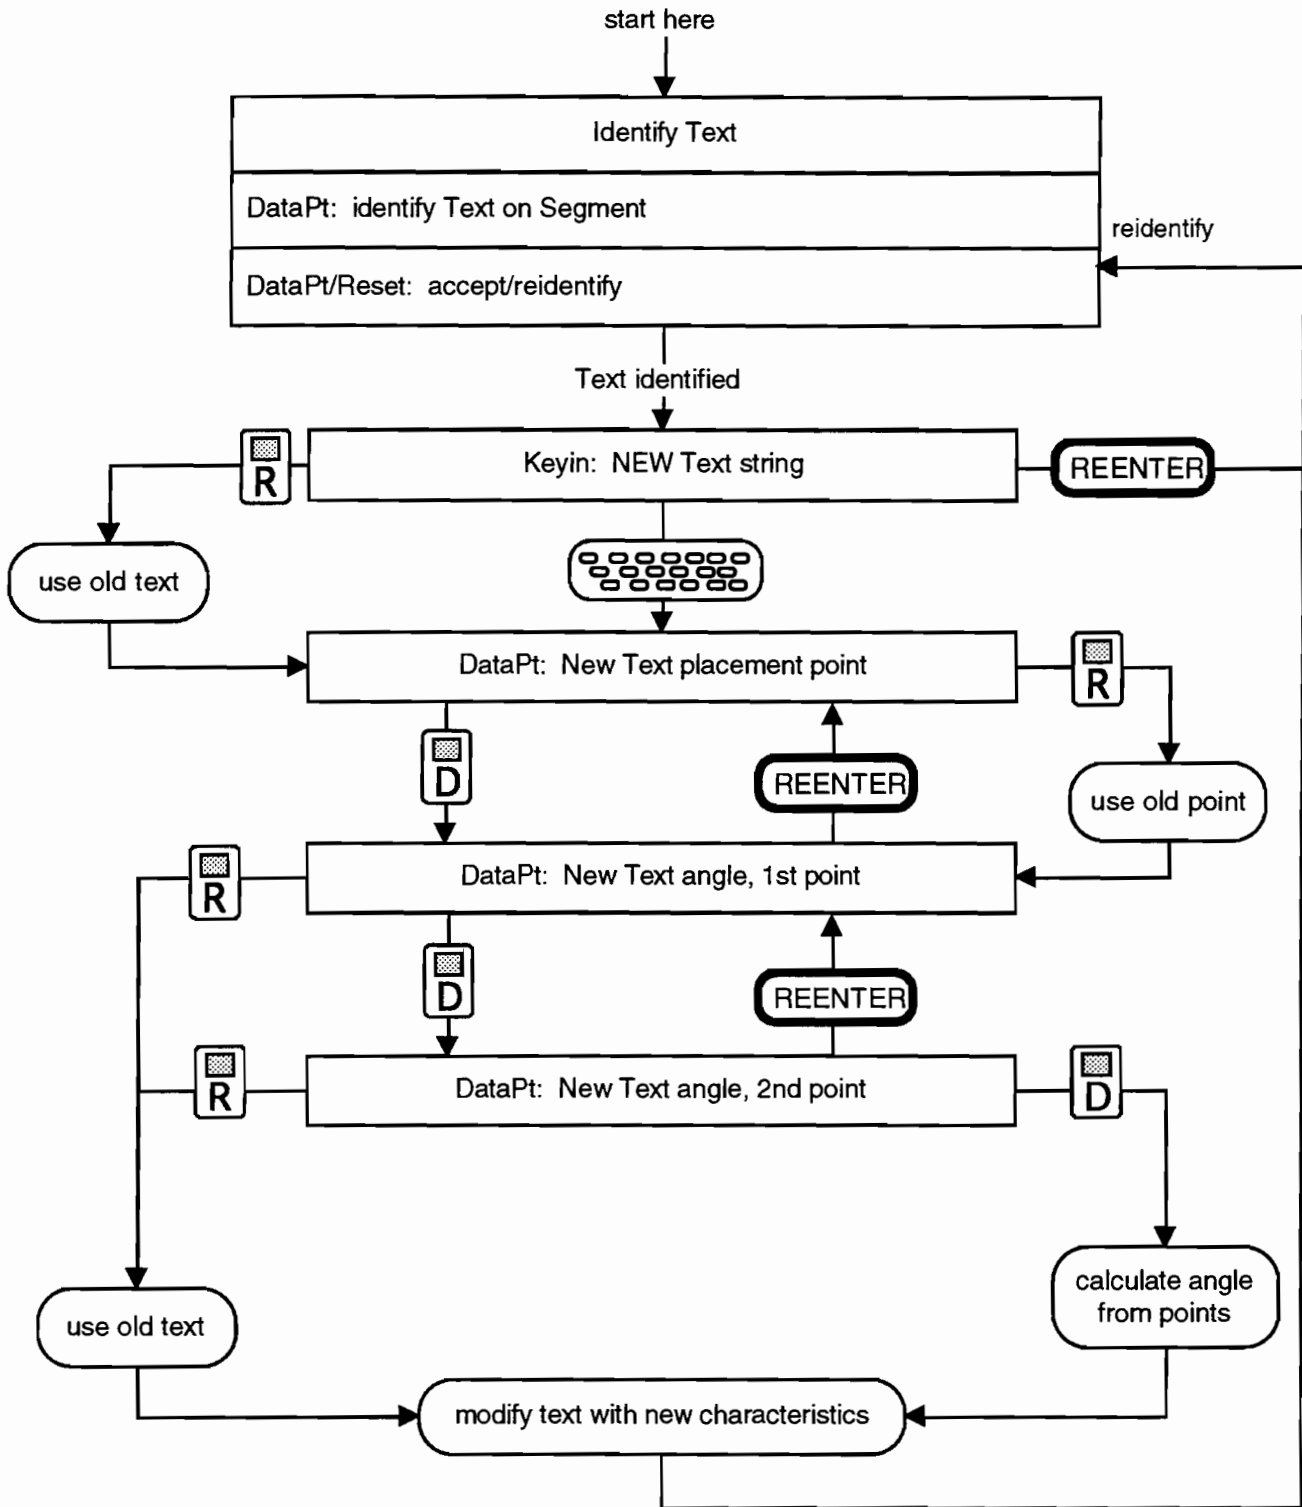 start here
Identify Text
DataPt: identify Text on Segment
reidentify
DataPt/Reset: accept/reidentify
Text identified
R
Keyin: NEW Text string
REENTER
use old text
DataPt: New Text placement point
R
D
REENTER
use old point
R
DataPt: New Text angle, 1st point
D
REENTER
R
DataPt: New Text angle, 2nd point
D
calculate angle
from points
use old text
modify text with new characteristics